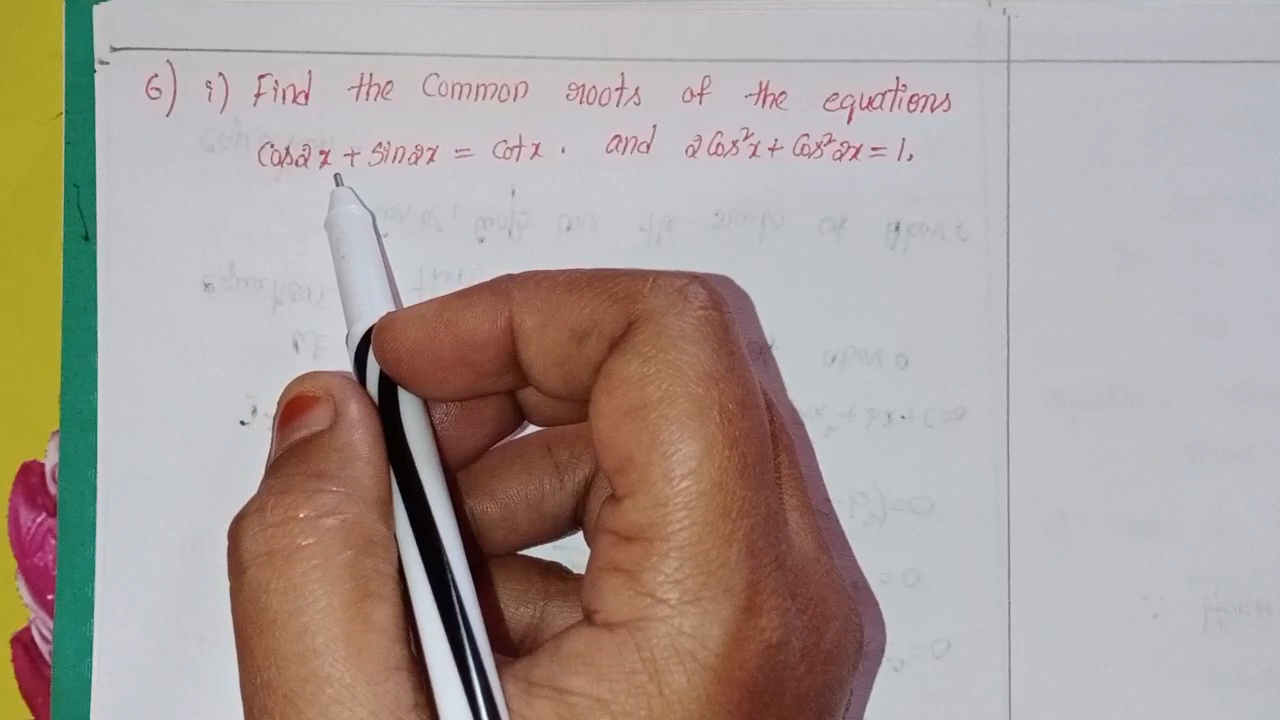 6) i) Find the Common roots of the equations
cos2x + sin2x = cotx . and 2Cos²x + Cos²2x = 1.